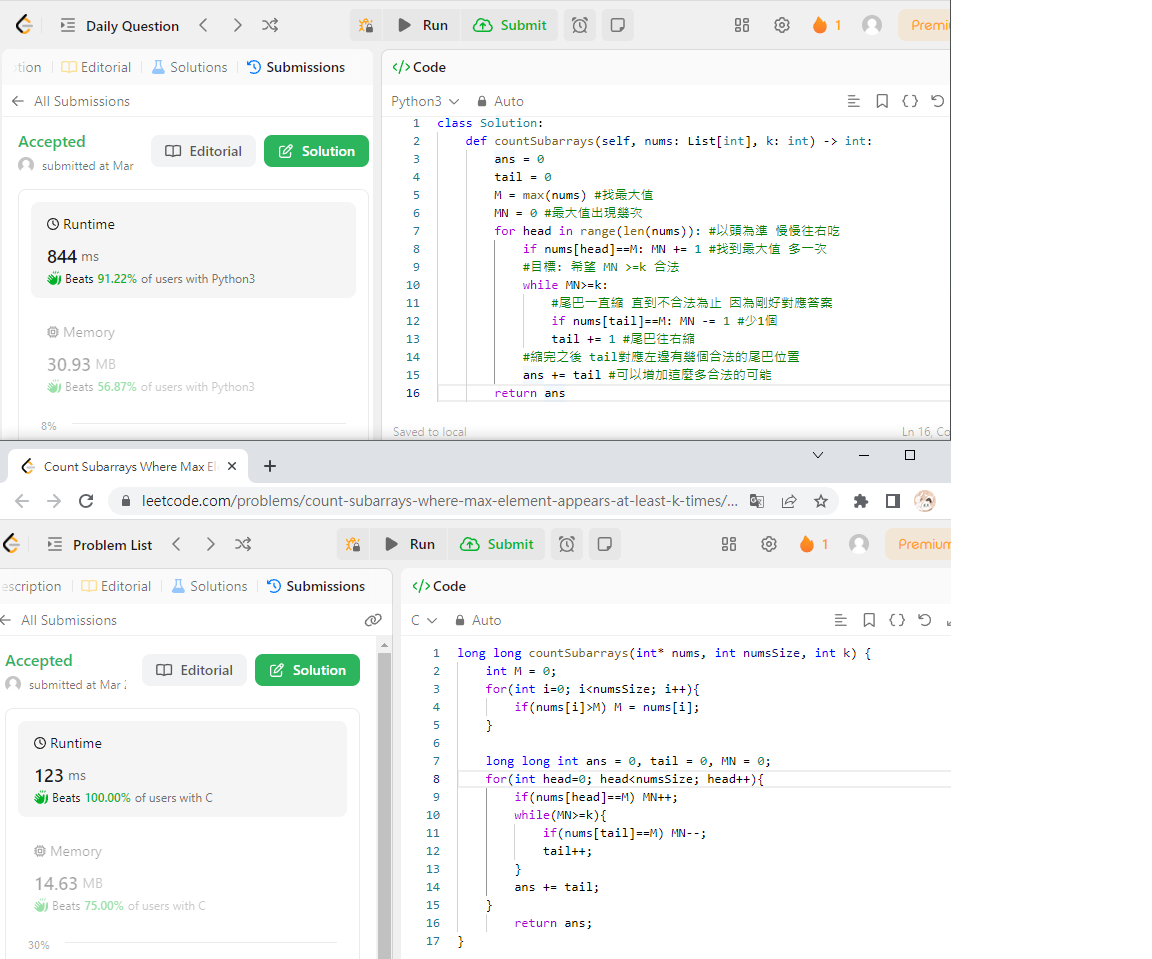 Daily Question
Run
Submit
1
Premi
tion
Editorial
Solutions
Submissions
</>Code
All Submissions
Python3
Auto
Accepted
submitted at Mar
Editorial
Solution
Runtime
844 ms
Beats 91.22% of users with Python3
Memory
30.93 MB
Beats 56.87% of users with Python3
8%
1 class Solution:
2 def countSubarrays(self, nums: List[int], k: int) -> int:
3 ans = 0
4 tail = 0
5 M = max(nums) #找最大值
6 MN = 0 #最大值出現幾次
7 for head in range(len(nums)): #以頭為準 慢慢往右吃
8 if nums[head]==M: MN += 1 #找到最大值 多一次
9 #目標: 希望 MN >=k 合法
10 while MN>=k:
11 #尾巴一直縮 直到不合法為止 因為剛好對應答案
12 if nums[tail]==M: MN -= 1 #少1個
13 tail += 1 #尾巴往右縮
14 #縮完之後 tail對應左邊有幾個合法的尾巴位置
15 ans += tail #可以增加這麼多合法的可能
16 return ans
Saved to local
Ln 16, Co
Count Subarrays Where Max El
leetcode.com/problems/count-subarrays-where-max-element-appears-at-least-k-times/...
Problem List
Run
Submit
1
Premium
escription
Editorial
Solutions
Submissions
</>Code
All Submissions
C
Auto
Accepted
submitted at Mar
Editorial
Solution
Runtime
123 ms
Beats 100.00% of users with C
Memory
14.63 MB
Beats 75.00% of users with C
30%
1 long long countSubarrays(int* nums, int numsSize, int k) {
2 int M = 0;
3 for(int i=0; i<numsSize; i++){
4 if(nums[i]>M) M = nums[i];
5 }
6
7 long long int ans = 0, tail = 0, MN = 0;
8 for(int head=0; head<numsSize; head++){
9 if(nums[head]==M) MN++;
10 while(MN>=k){
11 if(nums[tail]==M) MN--;
12 tail++;
13 }
14 ans += tail;
15 }
16 return ans;
17 }